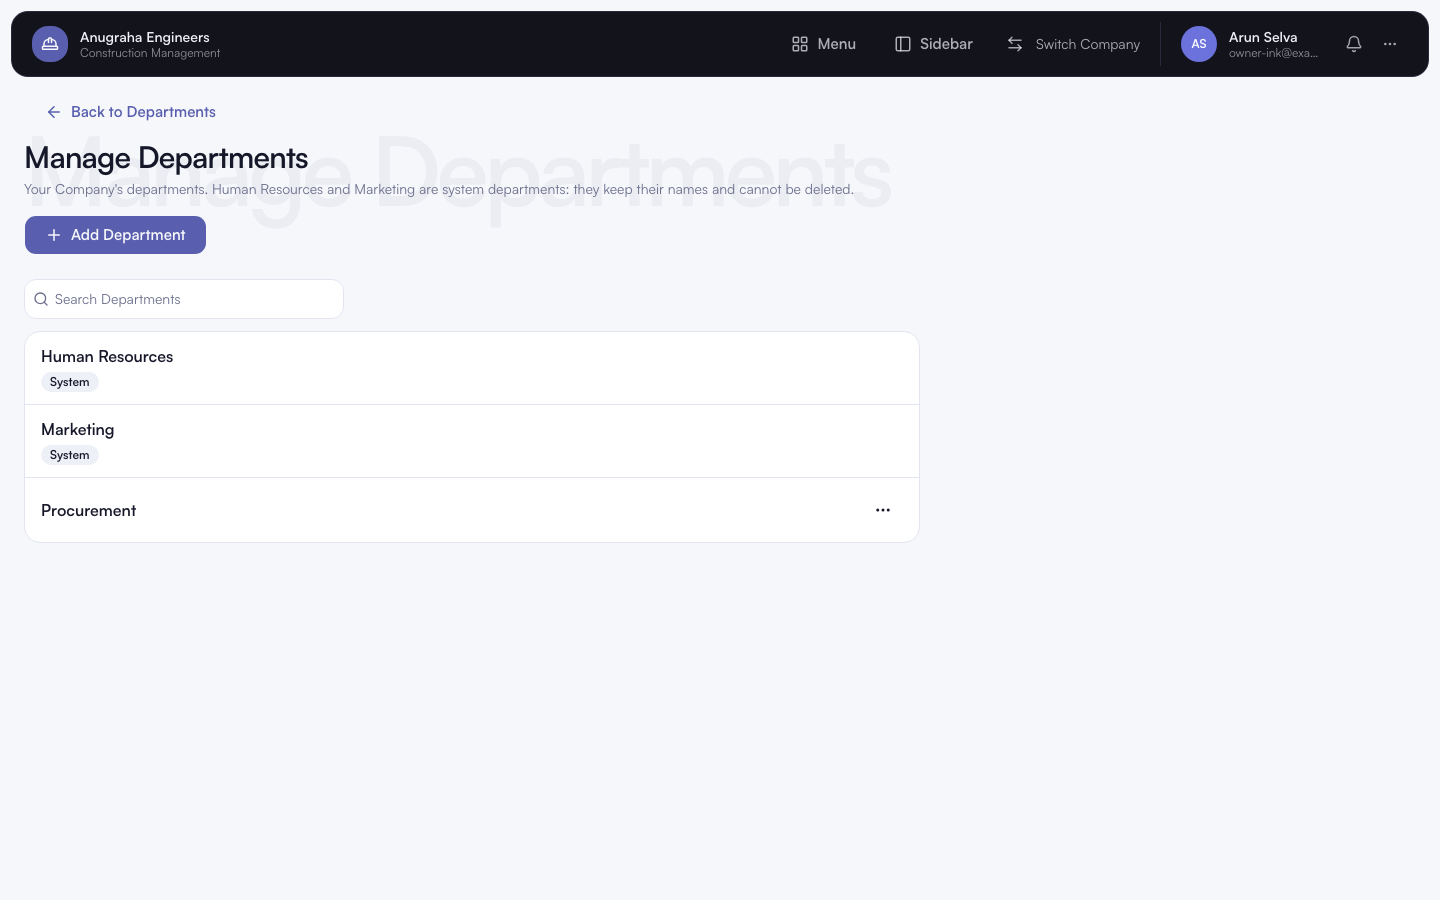 Anugraha Engineers
Construction Management
Menu
Sidebar
Switch Company
AS
Arun Selva
owner-ink@exa...
Back to Departments
Manage Departments
Manage Departments
Your Company's departments. Human Resources and Marketing are system departments: they keep their names and cannot be deleted.
Add Department
Search Departments
Human Resources
System
Marketing
System
Procurement